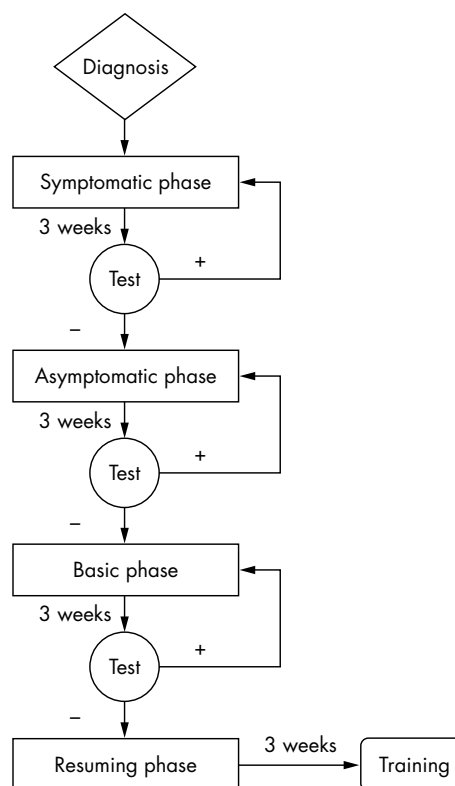 Diagnosis
Symptomatic phase
3 weeks
Test
+
–
Asymptomatic phase
3 weeks
Test
+
–
Basic phase
3 weeks
Test
+
–
Resuming phase
3 weeks
Training